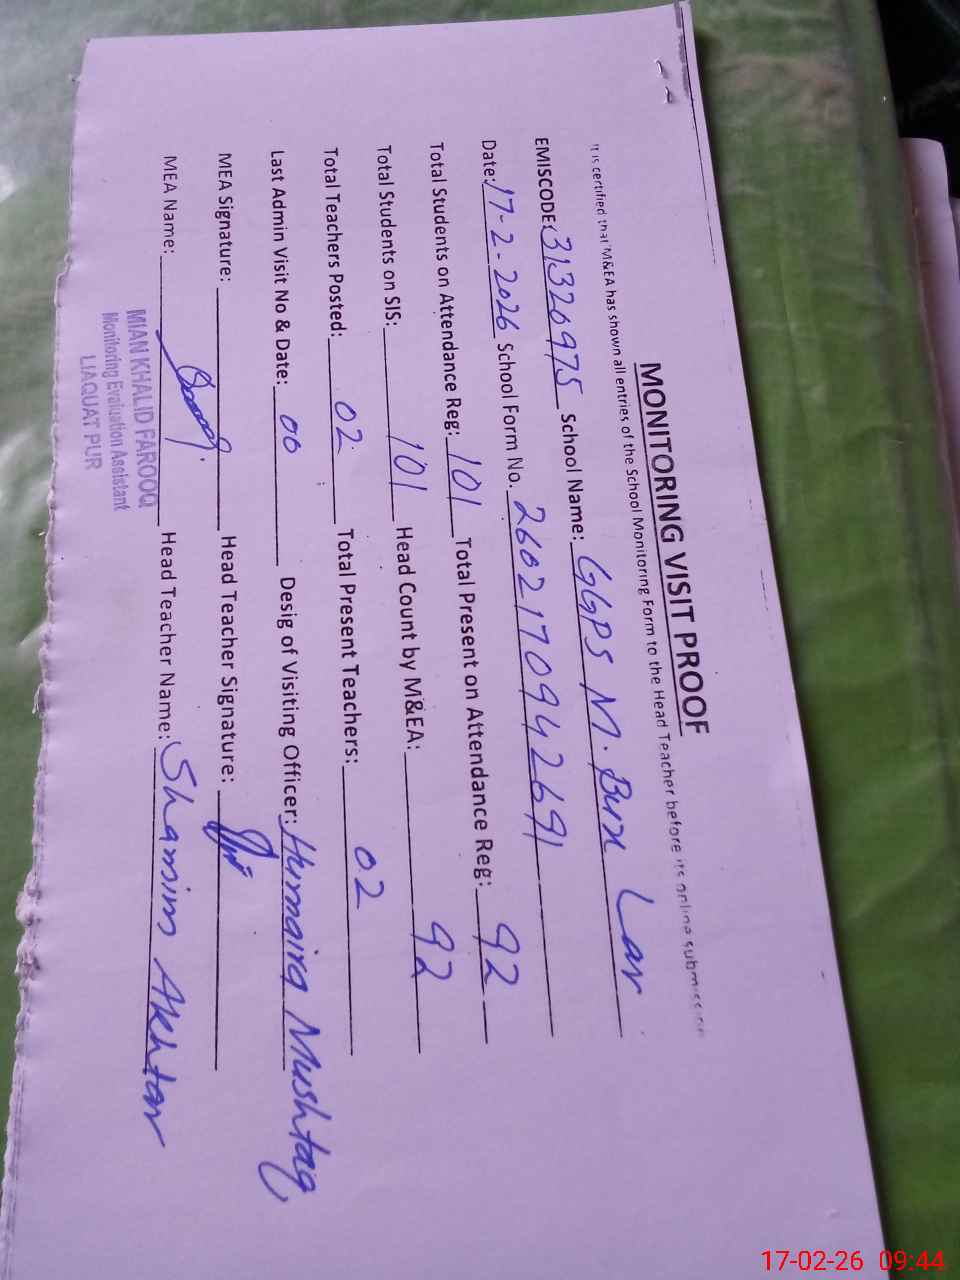 MONITORING VISIT PROOF
It is certified that M&EA has shown all entries of the School Monitoring Form to the Head Teacher before its online submission
EMISCODE: 31326975 School Name: GGPS M. Bux Lar
Date: 17-2-2026 School Form No. 2602170942691
Total Students on Attendance Reg: 101 Total Present on Attendance Reg: 92
Total Students on SIS: 101 Head Count by M&EA: 92
Total Teachers Posted: 02 Total Present Teachers: 02
Last Admin Visit No & Date: 00 Desig of Visiting Officer: Humaira Mushtaq
MEA Signature: Head Teacher Signature:
MEA Name: Head Teacher Name: Shamim Akhtar
MIAN KHALID FAROOQ
Monitoring Evaluation Assistant
LIAQUAT PUR
17-02-26 09:44